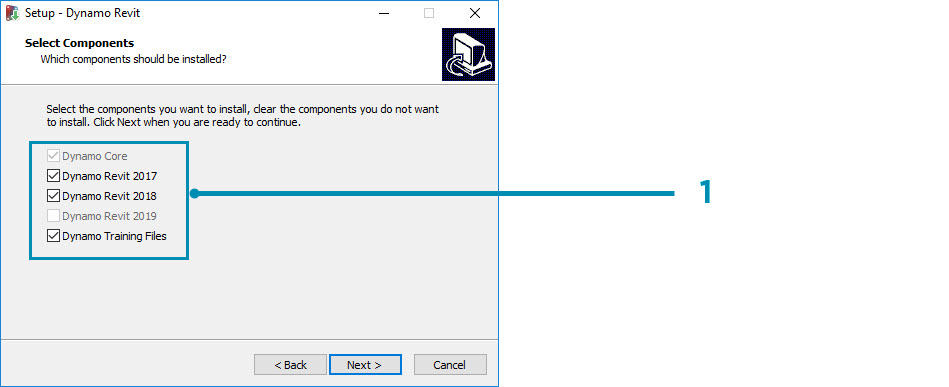 Setup - Dynamo Revit
Select Components
Which components should be installed?
Select the components you want to install, clear the components you do not want
to install. Click Next when you are ready to continue.
Dynamo Core
Dynamo Revit 2017
Dynamo Revit 2018
Dynamo Revit 2019
Dynamo Training Files
1
< Back
Next >
Cancel